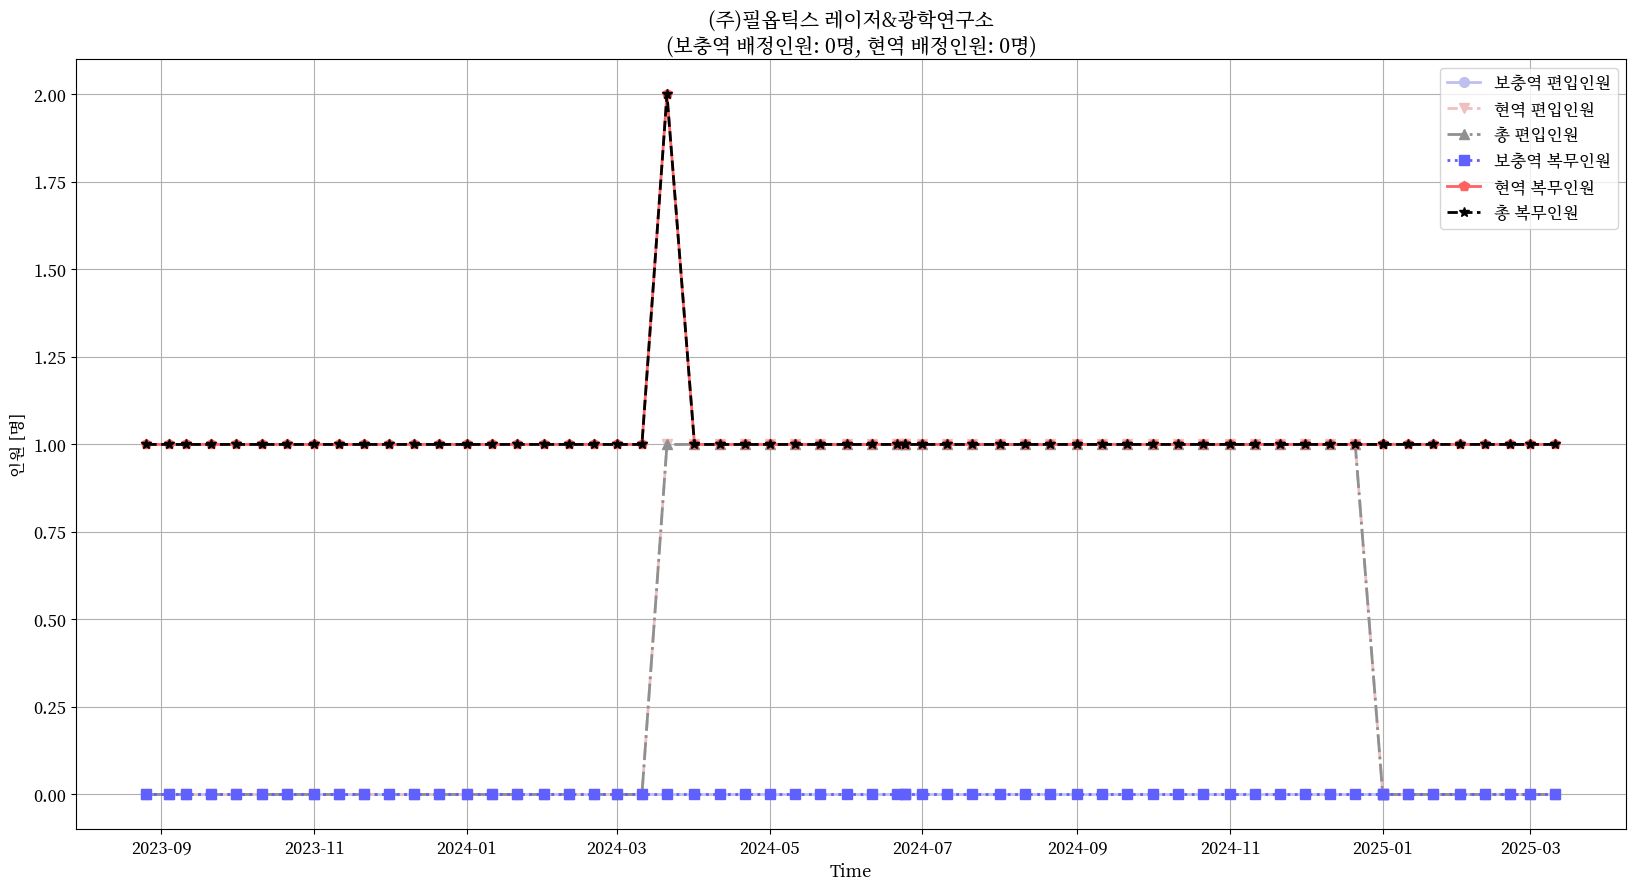 (주)필옵틱스 레이저&광학연구소
(보충역 배정인원: 0명, 현역 배정인원: 0명)
보충역 편입인원
현역 편입인원
총 편입인원
보충역 복무인원
현역 복무인원
총 복무인원
2.00
1.75
1.50
1.25
1.00
0.75
0.50
0.25
0.00
인원 [명]
2023-09 2023-11 2024-01 2024-03 2024-05 2024-07 2024-09 2024-11 2025-01 2025-03
Time